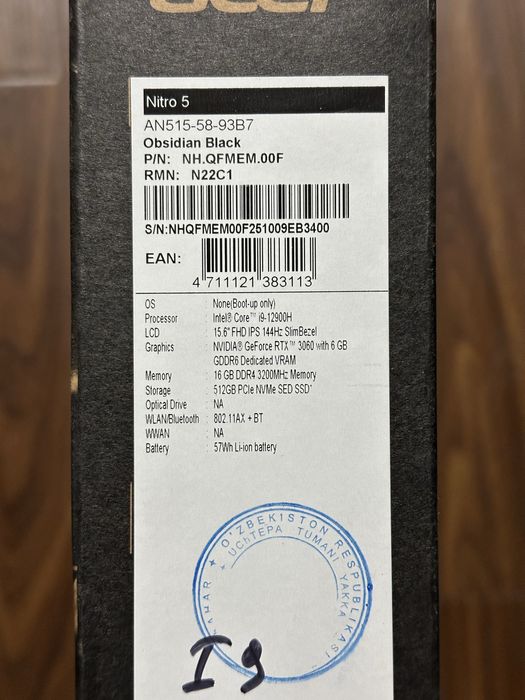 acer
Nitro 5
AN515-58-93B7
Obsidian Black
P/N: NH.QFMEM.00F
RMN: N22C1
S/N:NHQFMEM00F251009EB3400
EAN:
4 711121 383113
OS : None(Boot-up only)
Processor : Intel® Core™ i9-12900H
LCD : 15.6" FHD IPS 144Hz SlimBezel
Graphics : NVIDIA® GeForce RTX™ 3060 with 6 GB
GDDR6 Dedicated VRAM
Memory : 16 GB DDR4 3200MHz Memory
Storage : 512GB PCIe NVMe SED SSD*
Optical Drive : NA
WLAN/Bluetooth : 802.11AX + BT
WWAN : NA
Battery : 57Wh Li-ion battery
O'ZBEKISTON RESPUBLIKASI
UCHTEPA TUMANI YAKKA
I9